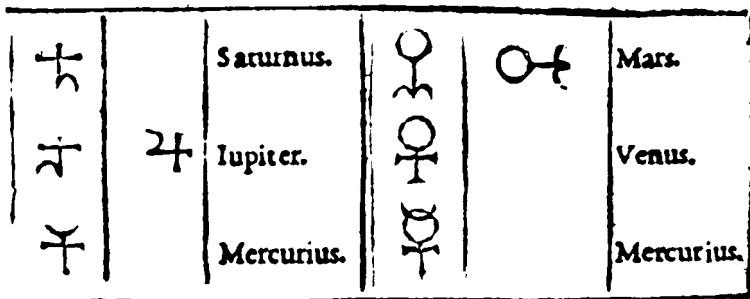 Saturnus.
Iupiter.
Mercurius.
Mars.
Venus.
Mercurius.